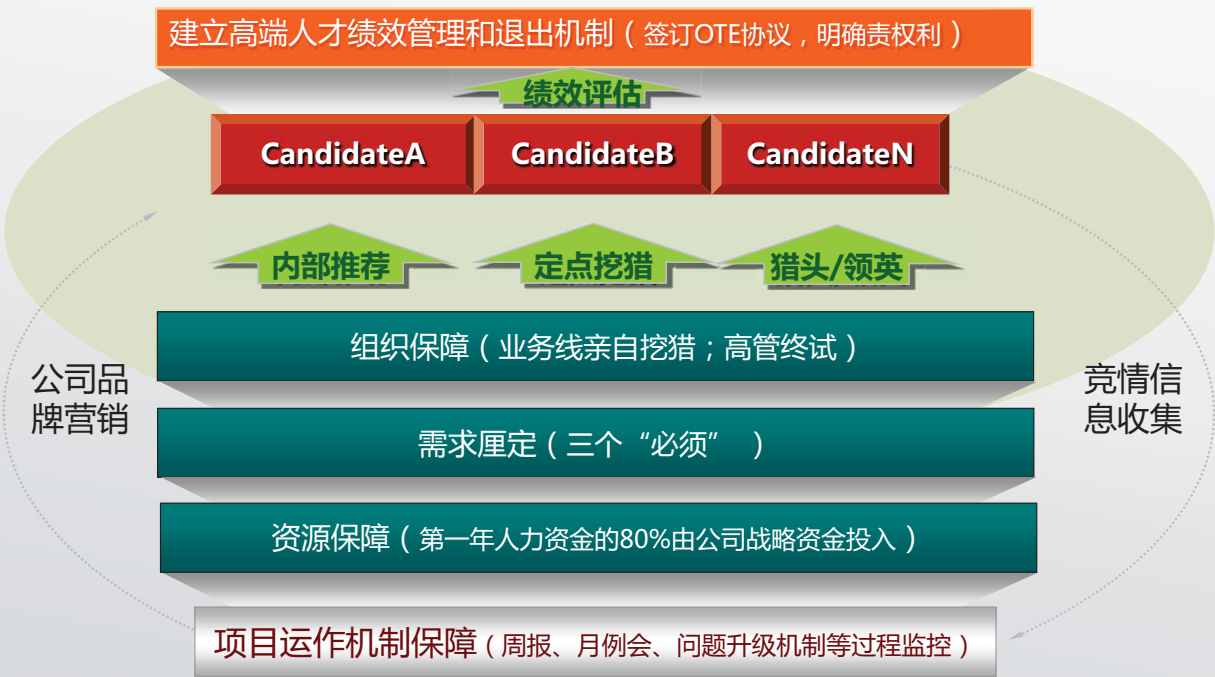 建立高端人才绩效管理和退出机制（签订OTE协议，明确责权利）
绩效评估
CandidateA
CandidateB
CandidateN
内部推荐
定点挖猎
猎头/领英
组织保障（业务线亲自挖猎；高管终试）
公司品
牌营销
竞情信
息收集
需求厘定（三个“必须” ）
资源保障（第一年人力资金的80%由公司战略资金投入）
项目运作机制保障（周报、月例会、问题升级机制等过程监控）